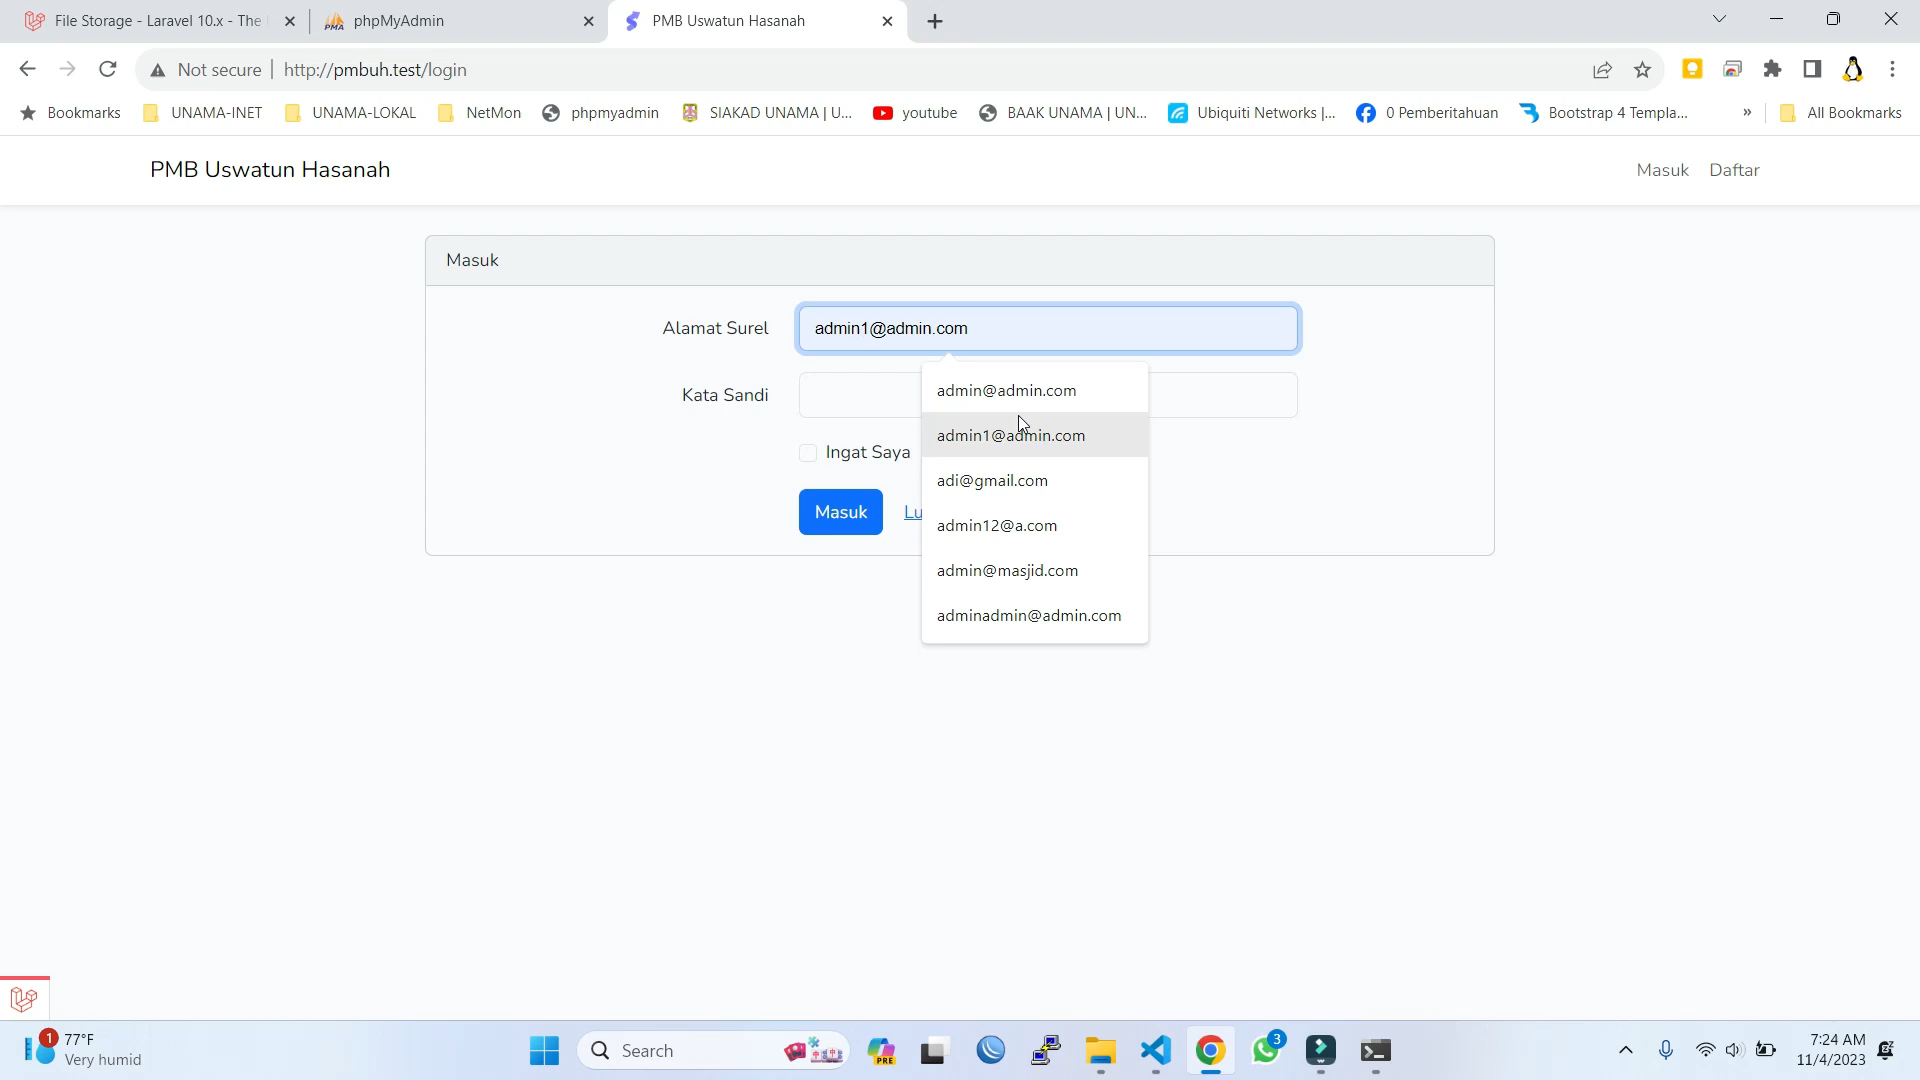 File Storage - Laravel 10.x - The
phpMyAdmin
PMB Uswatun Hasanah
Not secure
http://pmbuh.test/login
Bookmarks
UNAMA-INET
UNAMA-LOKAL
NetMon
phpmyadmin
SIAKAD UNAMA | U...
youtube
BAAK UNAMA | UN...
Ubiquiti Networks |...
0 Pemberitahuan
Bootstrap 4 Templa...
»
All Bookmarks
PMB Uswatun Hasanah
Masuk
Daftar
Masuk
Alamat Surel
admin1@admin.com
Kata Sandi
admin@admin.com
admin1@admin.com
Ingat Saya
adi@gmail.com
Masuk
Lu
admin12@a.com
admin@masjid.com
adminadmin@admin.com
1
77°F
Very humid
Search
PRE
3
7:24 AM
11/4/2023